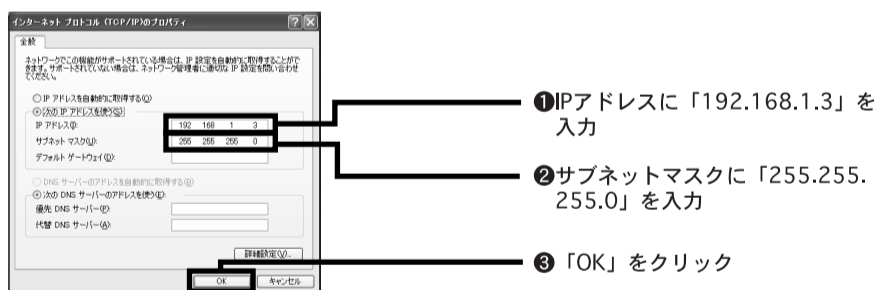 インターネット プロトコル (TCP/IP)のプロパティ
全般
ネットワークでこの機能がサポートされている場合は、IP 設定を自動的に取得することがで
きます。サポートされていない場合は、ネットワーク管理者に適切な IP 設定を問い合わせ
てください。
IP アドレスを自動的に取得する(O)
次の IP アドレスを使う(S):
IP アドレス(I):
192 168 1 3
サブネット マスク(U):
255 255 255 0
デフォルト ゲートウェイ(D):
DNS サーバーのアドレスを自動的に取得する(B)
次の DNS サーバーのアドレスを使う(E):
優先 DNS サーバー(P):
代替 DNS サーバー(A):
詳細設定(V)...
OK
キャンセル
❶IPアドレスに「192.168.1.3」を
入力
❷サブネットマスクに「255.255.
255.0」を入力
❸「OK」をクリック